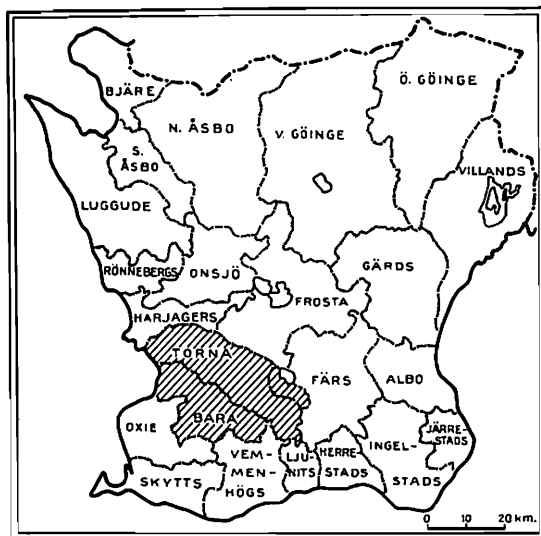 BJÄRE
N. ÅSBO
V. GÖINGE
Ö. GÖINGE
S.
ÅSBO
VILLANDS
LUGGUDE
RÖNNEBERGS
ONSJÖ
GÄRDS
FROSTA
HARJAGERS
TORNA
FÄRS
ALBO
BARA
OXIE
VEM-
MEN-
HÖGS
LJU-
NITS
HERRE-
STADS
INGEL-
STADS
JÄRRE-
STADS
SKYTTS
0 10 20 km.